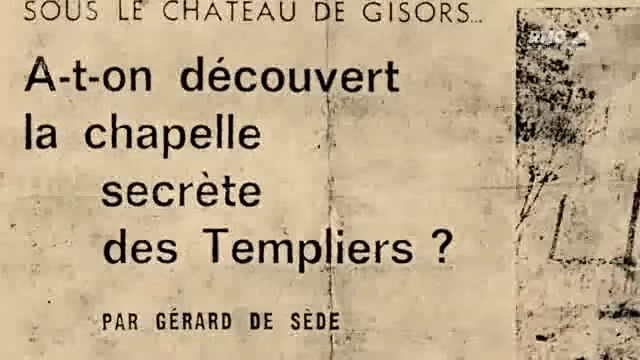 SOUS LE CHATEAU DE GISORS...
A-t-on découvert
la chapelle
secrète
des Templiers ?
PAR GÉRARD DE SÈDE